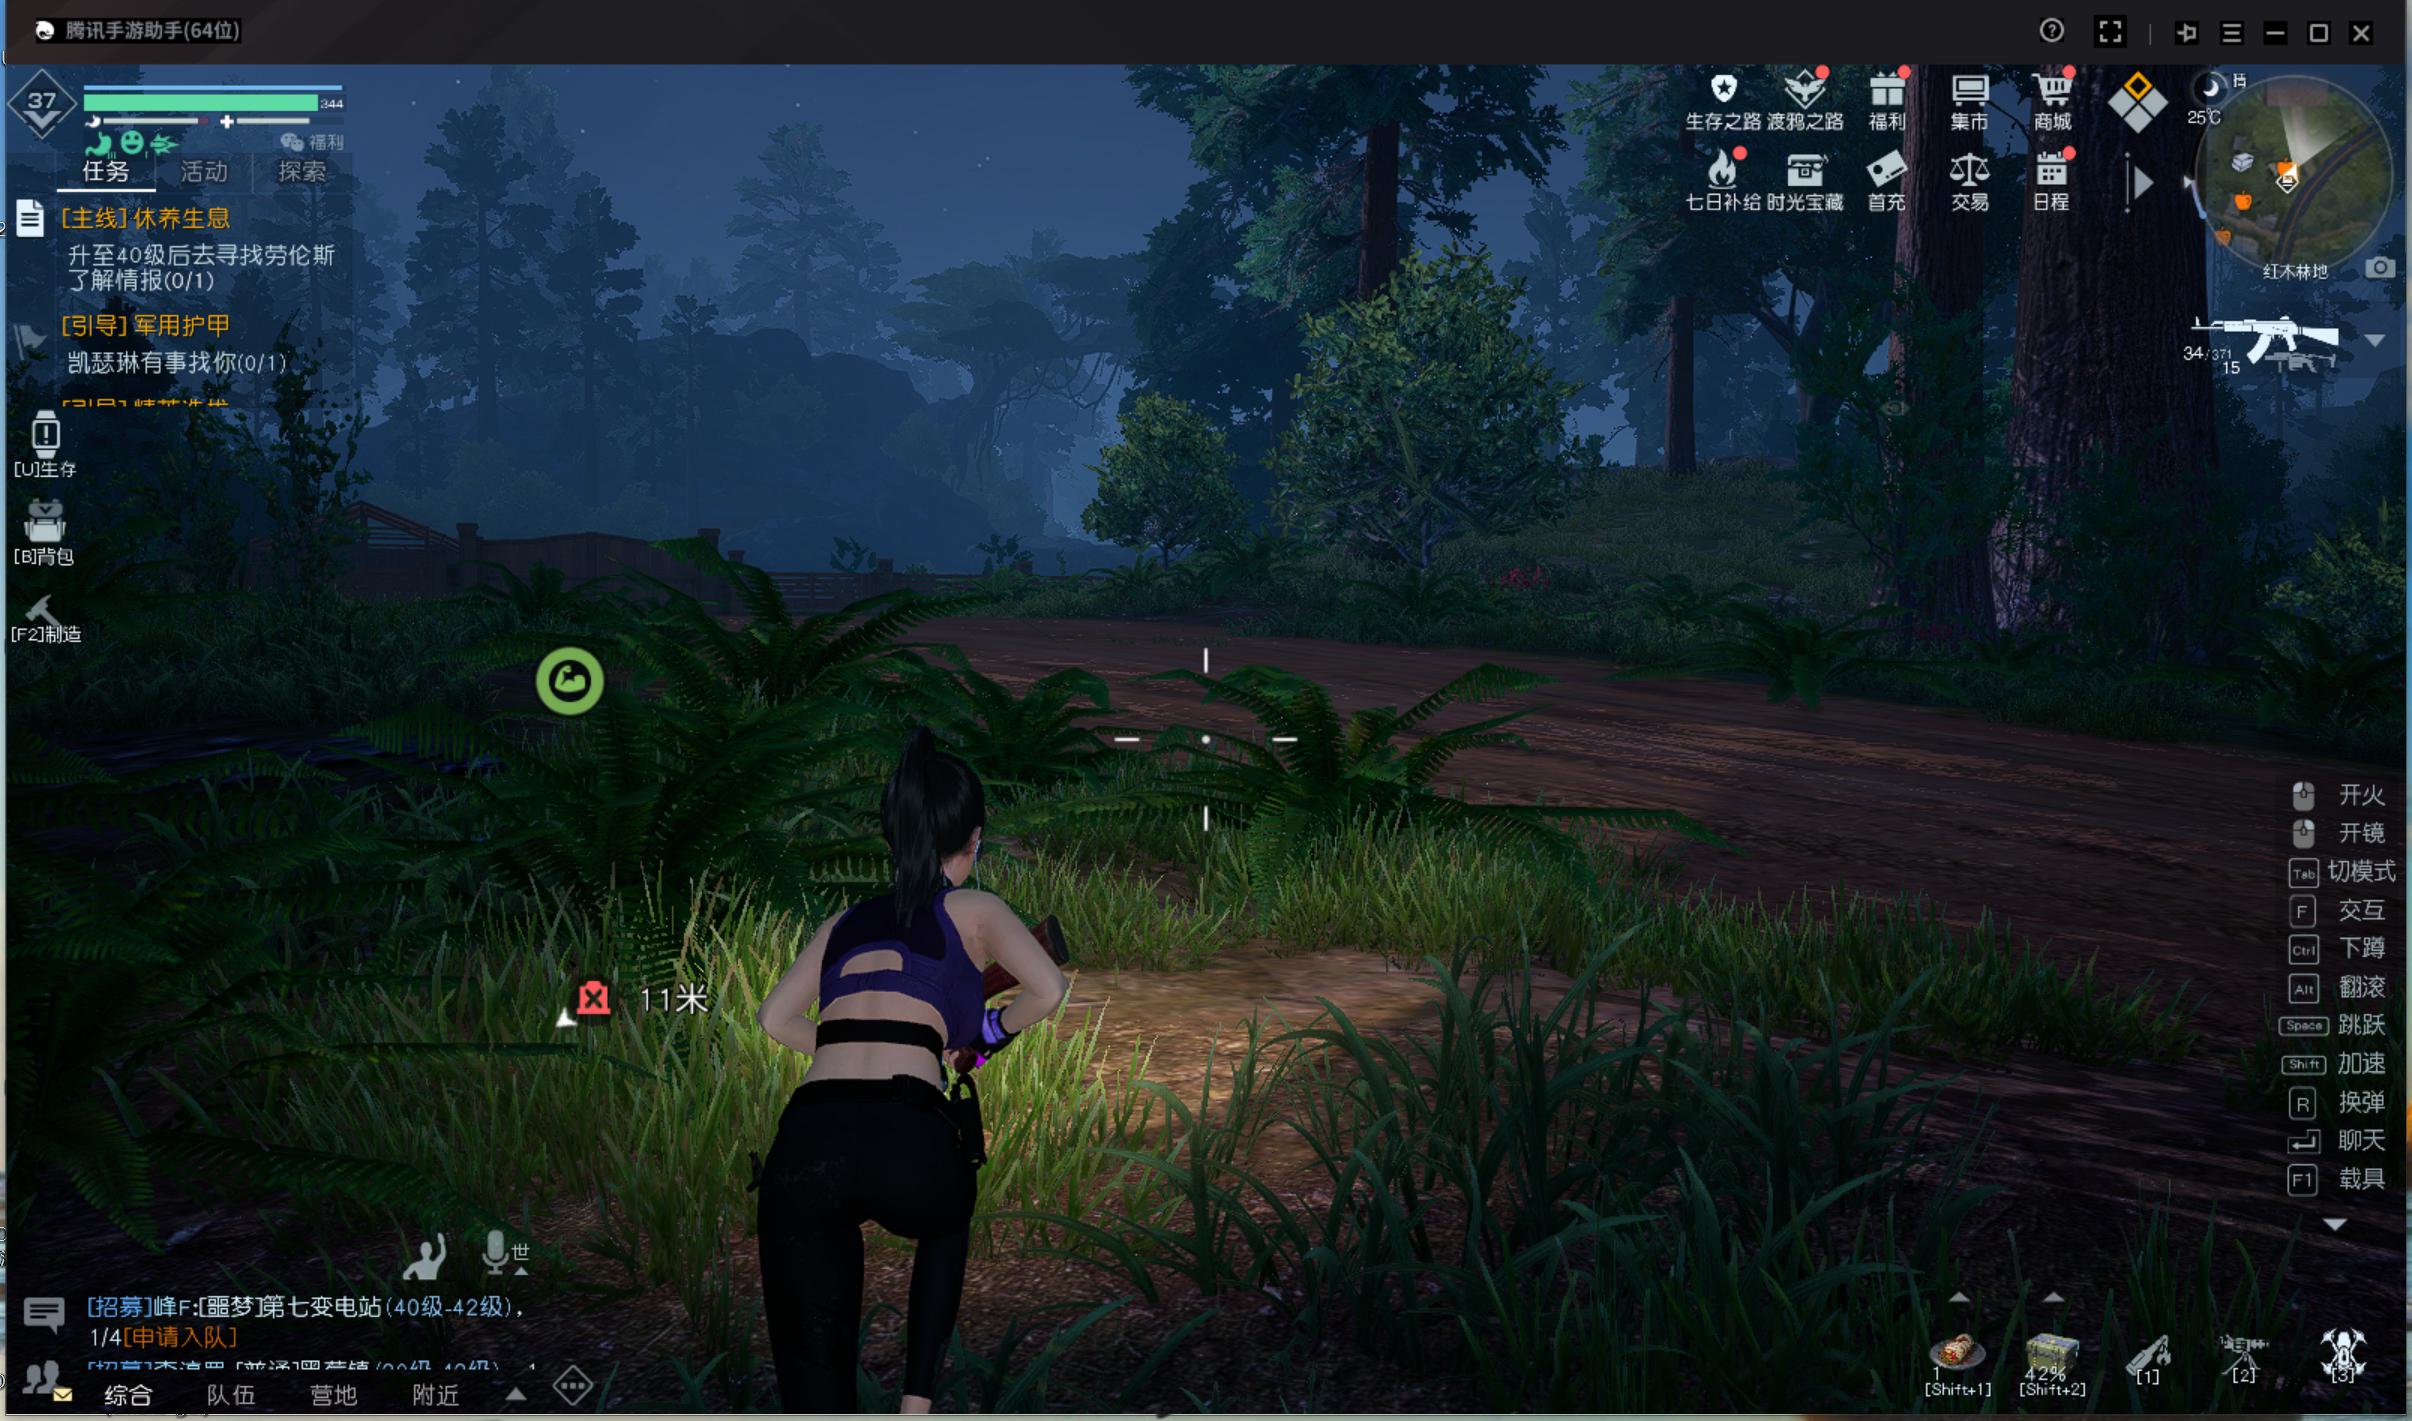 腾讯手游助手(64位)
37
344
福利
任务 活动 探索
[主线]休养生息
升至40级后去寻找劳伦斯
了解情报(0/1)
[引导]军用护甲
凯瑟琳有事找你(0/1)
[U]生存
[B]背包
[F2]制造
生存之路 渡鸦之路 福利 集市 商城
七日补给 时光宝藏 首充 交易 日程
25℃
红木林地
34/371
15
11米
开火
开镜
Tab 切模式
F 交互
Ctrl 下蹲
Alt 翻滚
Space 跳跃
Shift 加速
R 换弹
聊天
F1 载具
世
[招募]峰F:[噩梦]第七变电站(40级-42级),
1/4[申请入队]
综合 队伍 营地 附近
1 42%
[Shift+1] [Shift+2] [1] [2] [3]